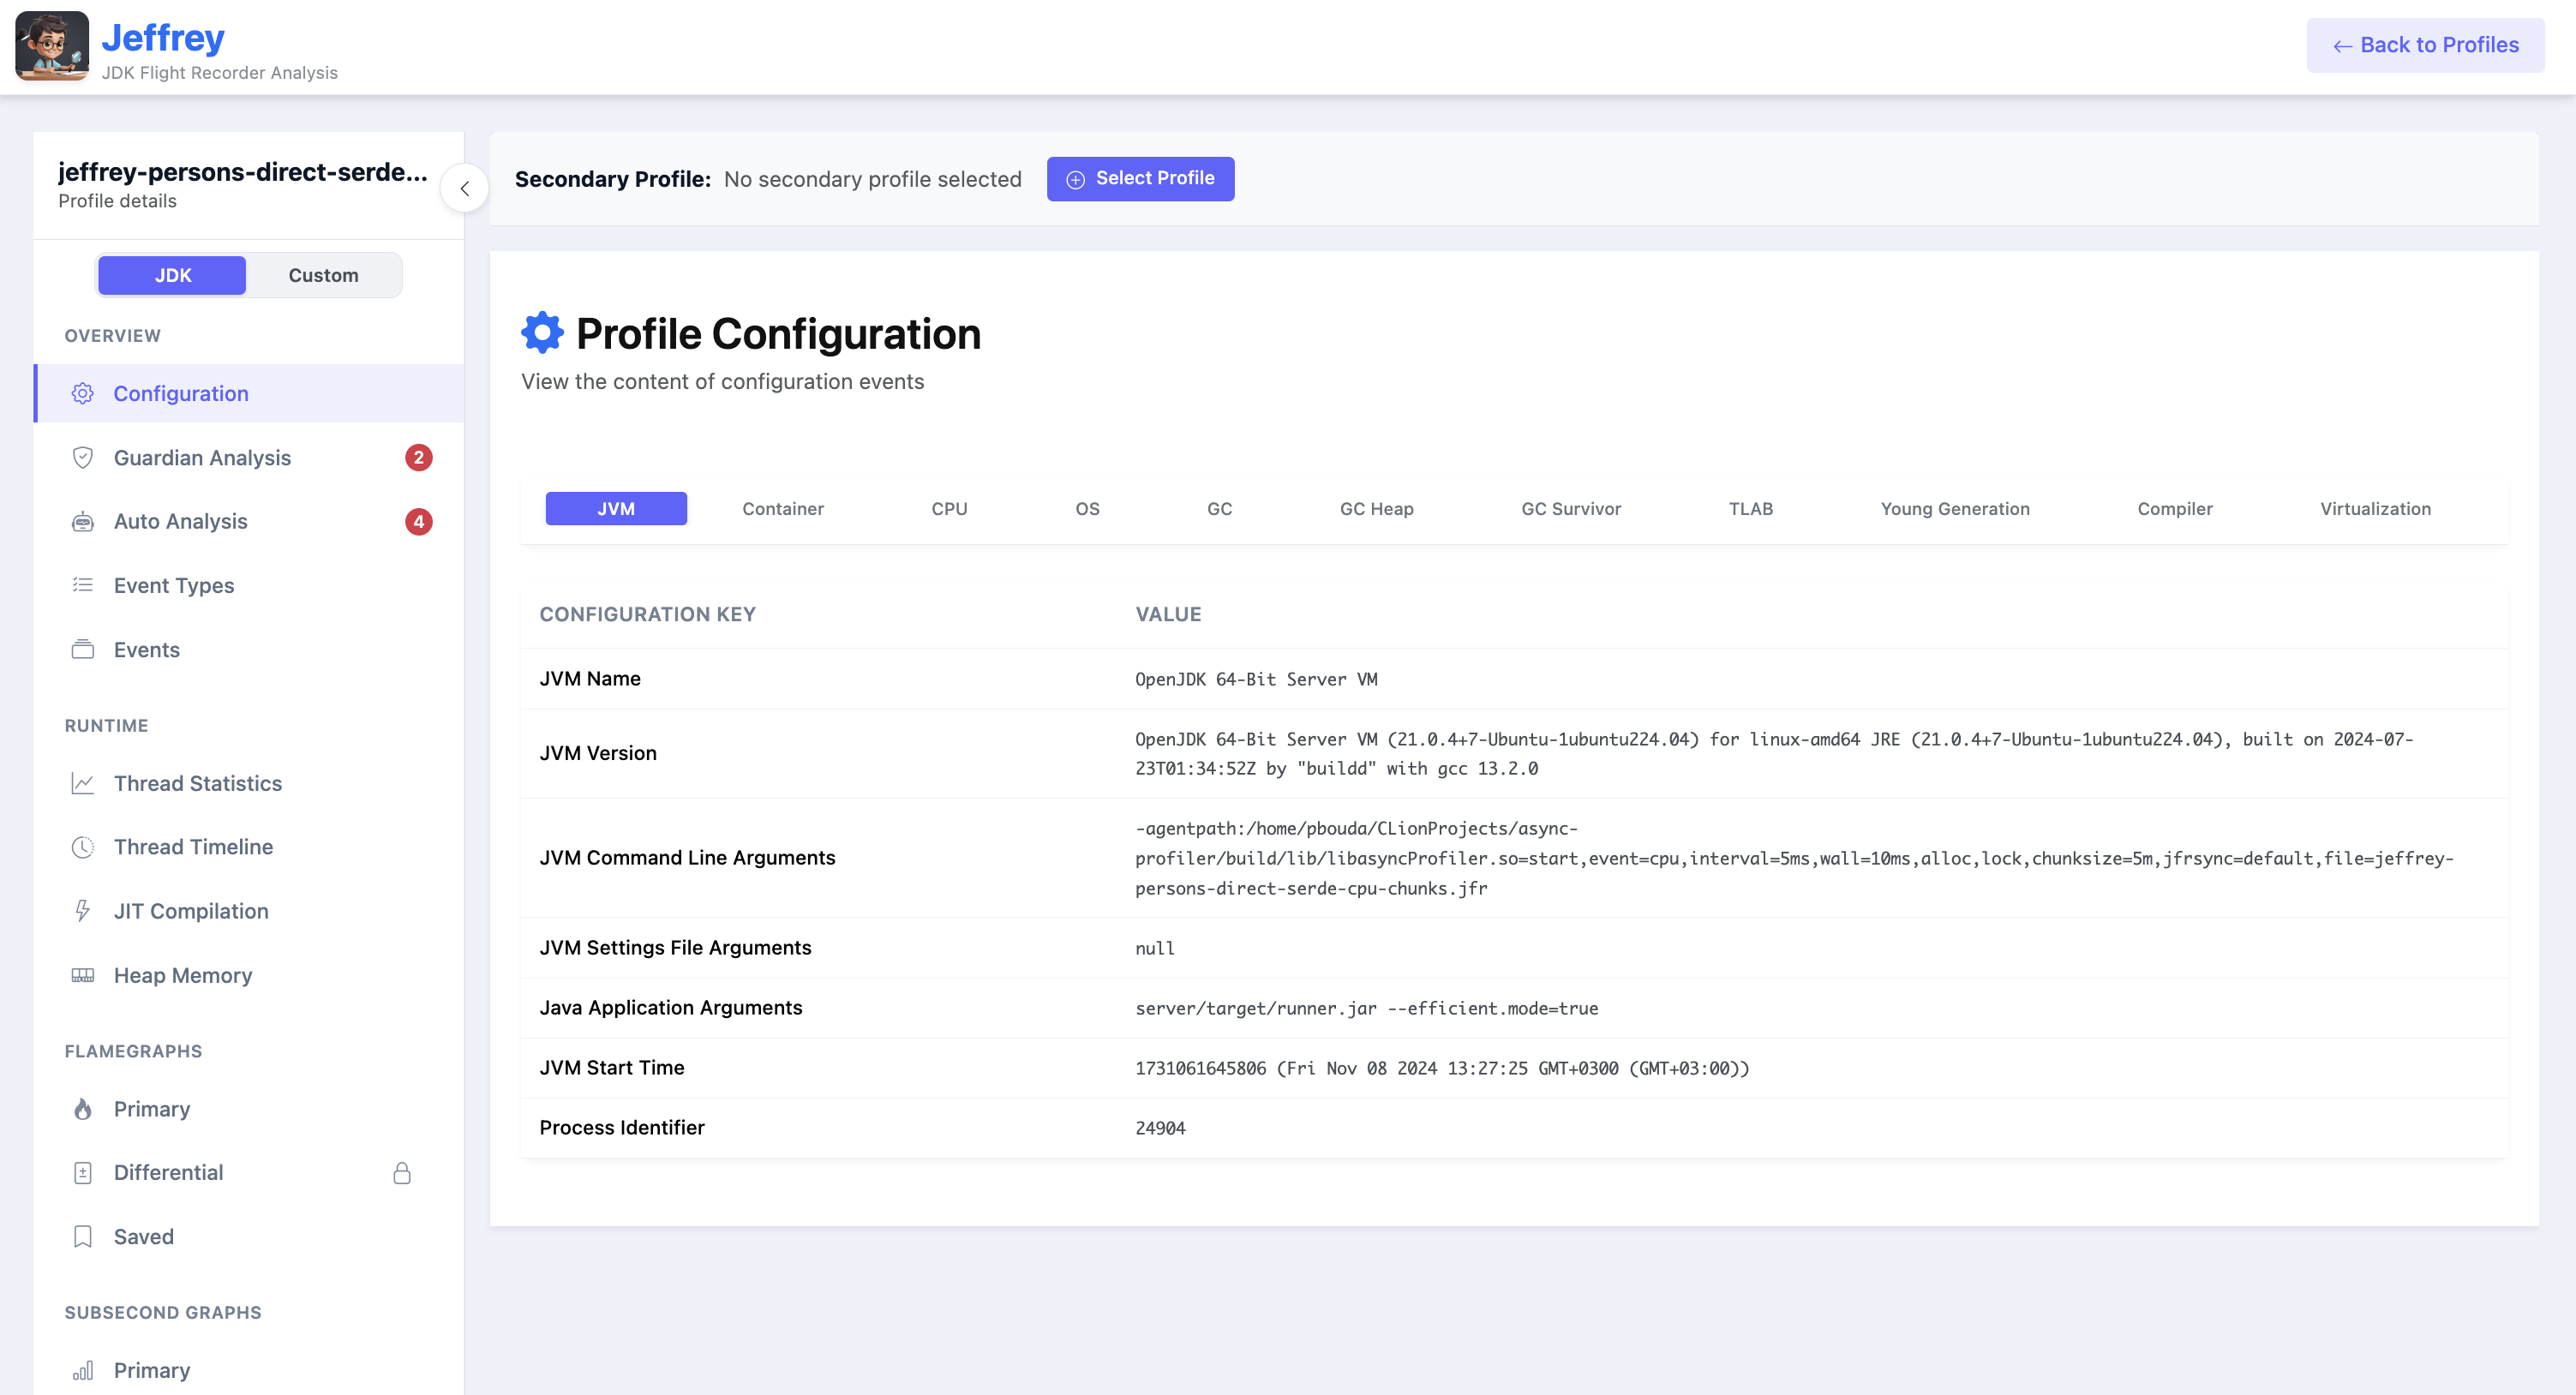 Jeffrey
JDK Flight Recorder Analysis
Back to Profiles
jeffrey-persons-direct-serde...
Profile details
JDK
Custom
OVERVIEW
Configuration
Guardian Analysis
2
Auto Analysis
4
Event Types
Events
RUNTIME
Thread Statistics
Thread Timeline
JIT Compilation
Heap Memory
FLAMEGRAPHS
Primary
Differential
Saved
SUBSECOND GRAPHS
Primary
Secondary Profile: No secondary profile selected
Select Profile
Profile Configuration
View the content of configuration events
JVM Container CPU OS GC GC Heap GC Survivor TLAB Young Generation Compiler Virtualization
CONFIGURATION KEY VALUE
JVM Name OpenJDK 64-Bit Server VM
JVM Version
OpenJDK 64-Bit Server VM (21.0.4+7-Ubuntu-1ubuntu224.04) for linux-amd64 JRE (21.0.4+7-Ubuntu-1ubuntu224.04), built on 2024-07-
23T01:34:52Z by "buildd" with gcc 13.2.0
JVM Command Line Arguments
-agentpath:/home/pbouda/CLionProjects/async-
profiler/build/lib/libasyncProfiler.so=start,event=cpu,interval=5ms,wall=10ms,alloc,lock,chunksize=5m,jfrsync=default,file=jeffrey-
persons-direct-serde-cpu-chunks.jfr
JVM Settings File Arguments null
Java Application Arguments server/target/runner.jar --efficient.mode=true
JVM Start Time 1731061645806 (Fri Nov 08 2024 13:27:25 GMT+0300 (GMT+03:00))
Process Identifier 24904